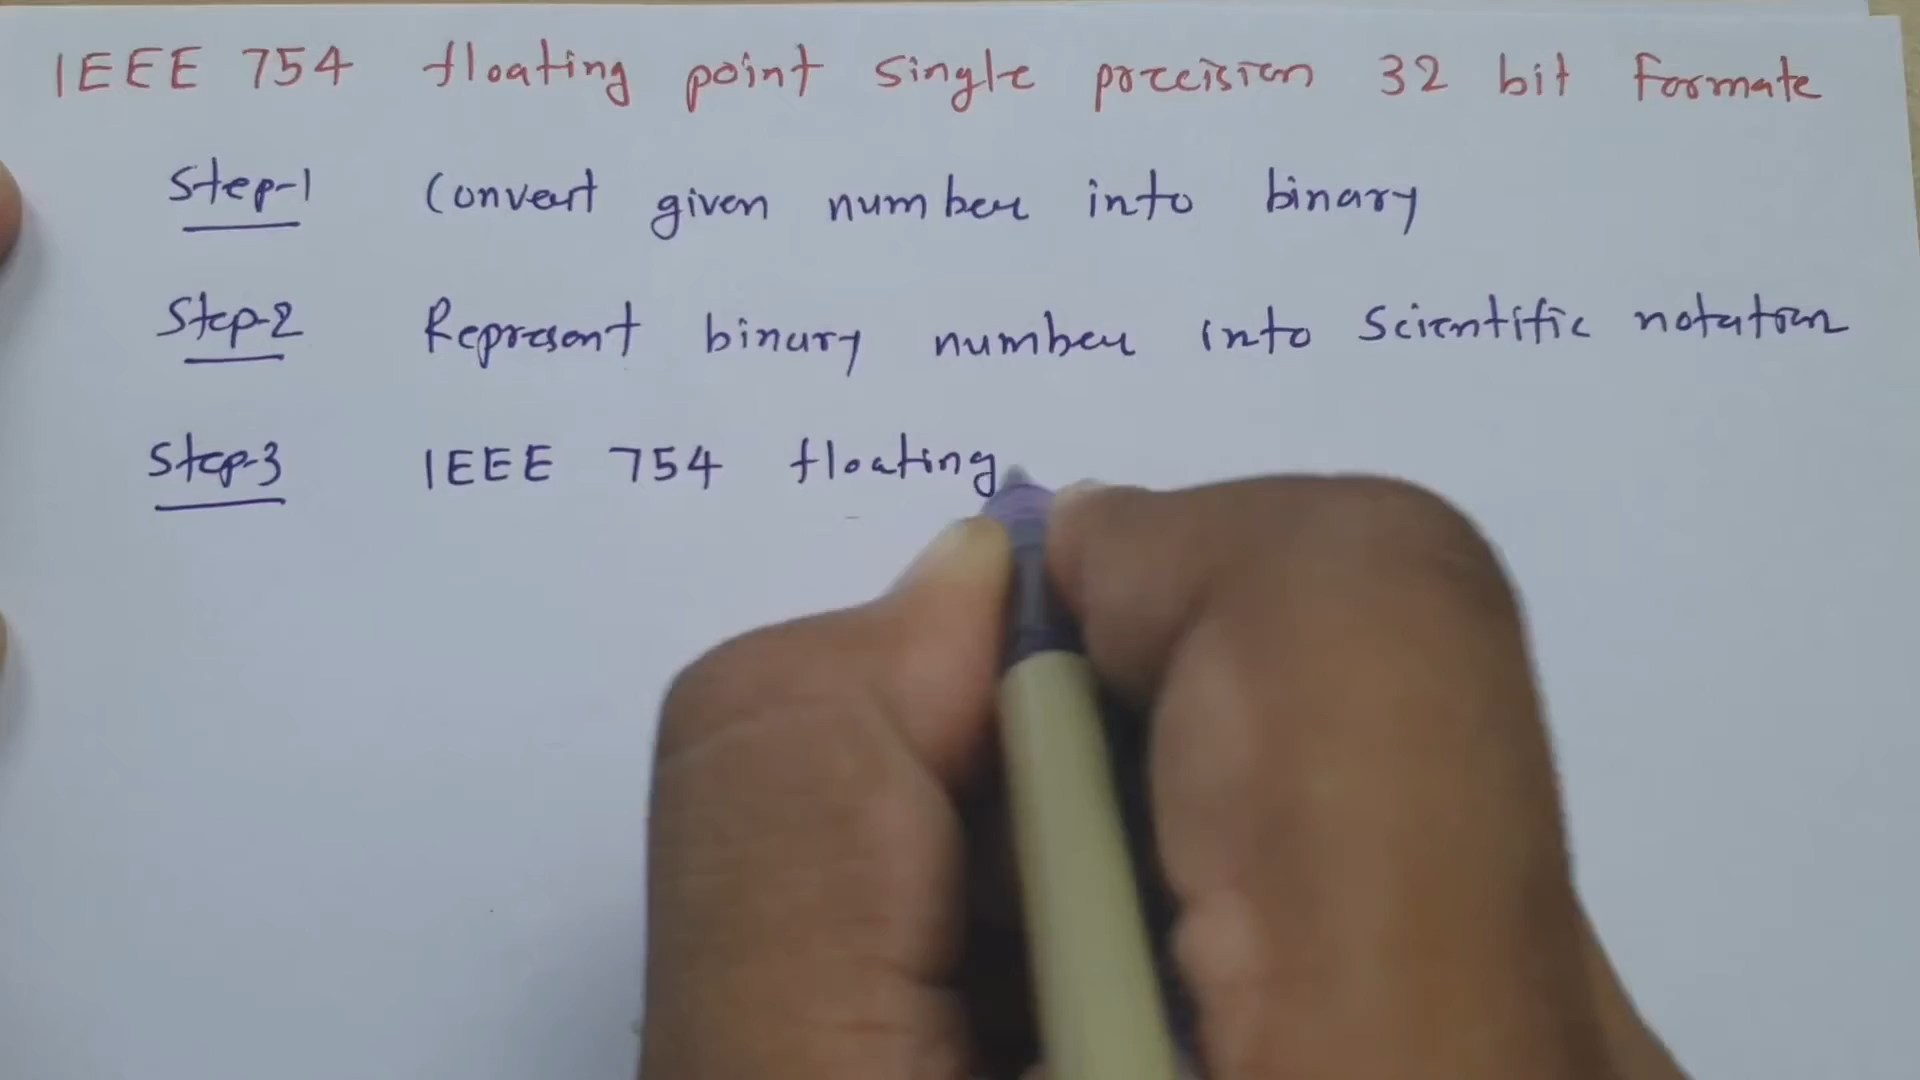 IEEE 754 floating point single precision 32 bit formate
Step-1 Convert given number into binary
Step-2 Represent binary number into Scientific notation
Step-3 IEEE 754 floating